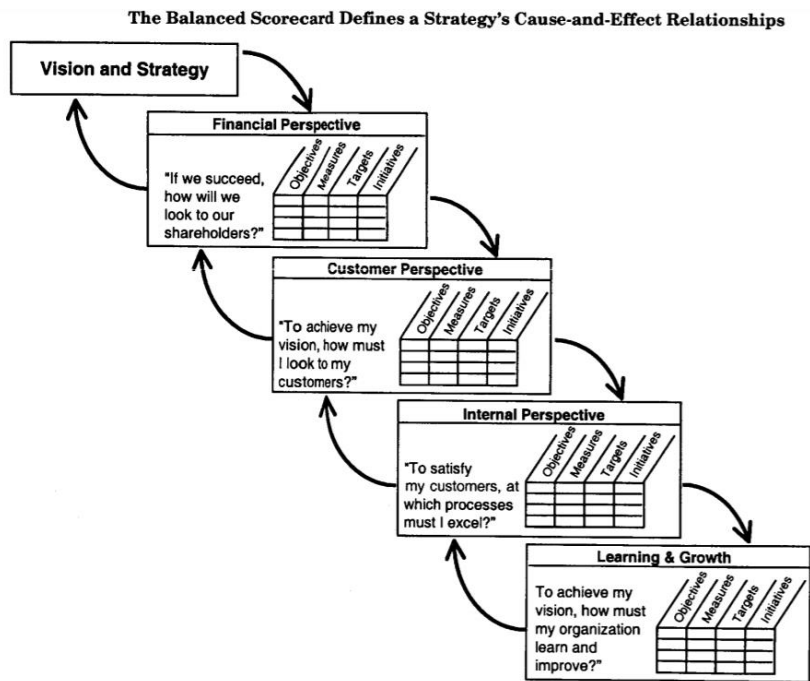 The Balanced Scorecard Defines a Strategy's Cause-and-Effect Relationships
Vision and Strategy
Financial Perspective
"If we succeed,
how will we
look to our
shareholders?"
Objectives
Measures
Targets
Initiatives
Customer Perspective
"To achieve my
vision, how must
I look to my
customers?"
Objectives
Measures
Targets
Initiatives
Internal Perspective
"To satisfy
my customers, at
which processes
must I excel?"
Objectives
Measures
Targets
Initiatives
Learning & Growth
To achieve my
vision, how must
my organization
learn and
improve?"
Objectives
Measures
Targets
Initiatives